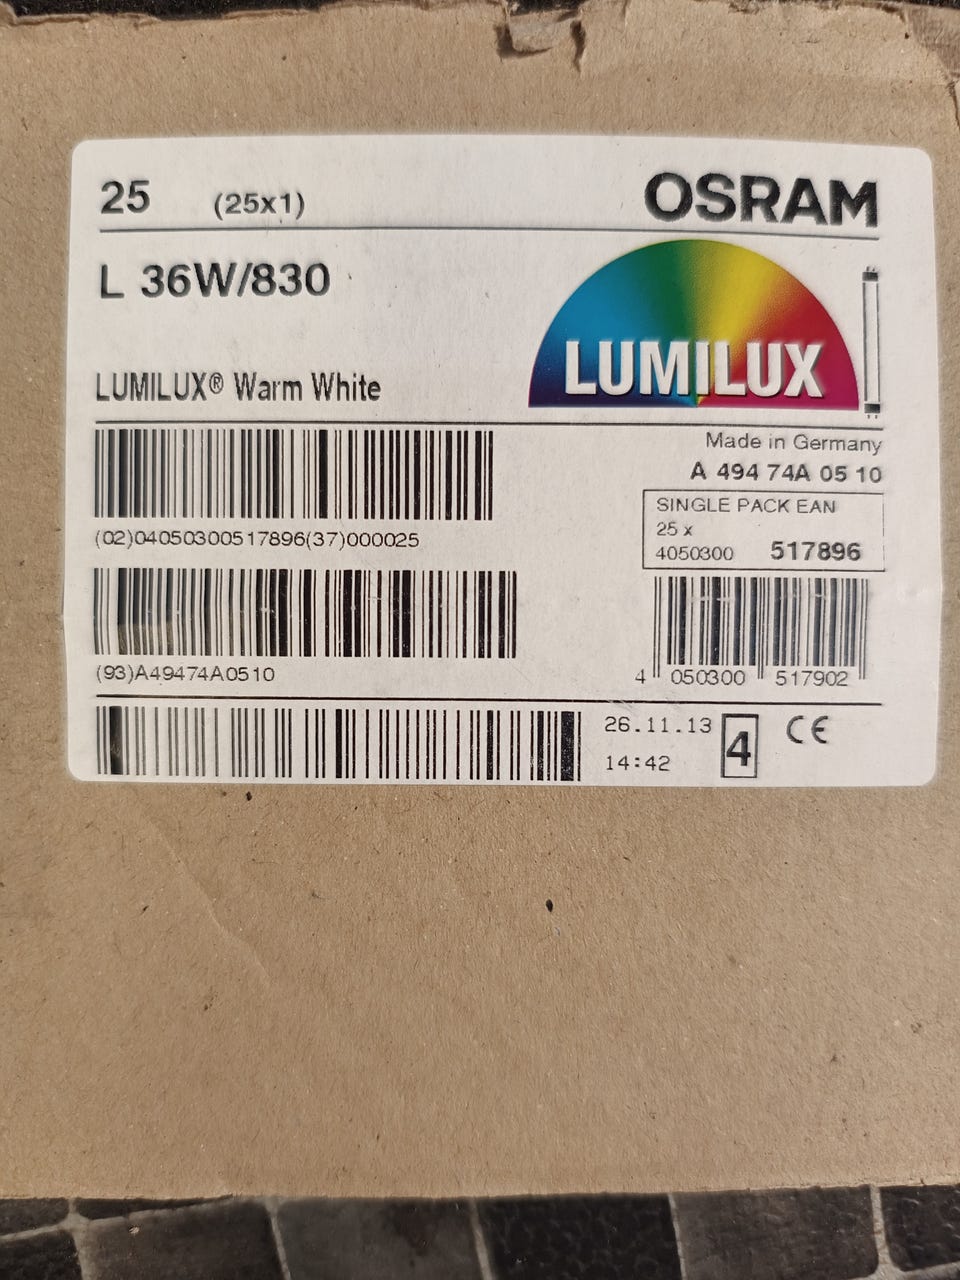 25 (25x1) OSRAM
L 36W/830
LUMILUX
LUMILUX® Warm White
Made in Germany
A 494 74A 05 10
SINGLE PACK EAN
25 x
4050300 517896
(02)04050300517896(37)000025
(93)A49474A0510
4 050300 517902
26.11.13 4 CE
14:42